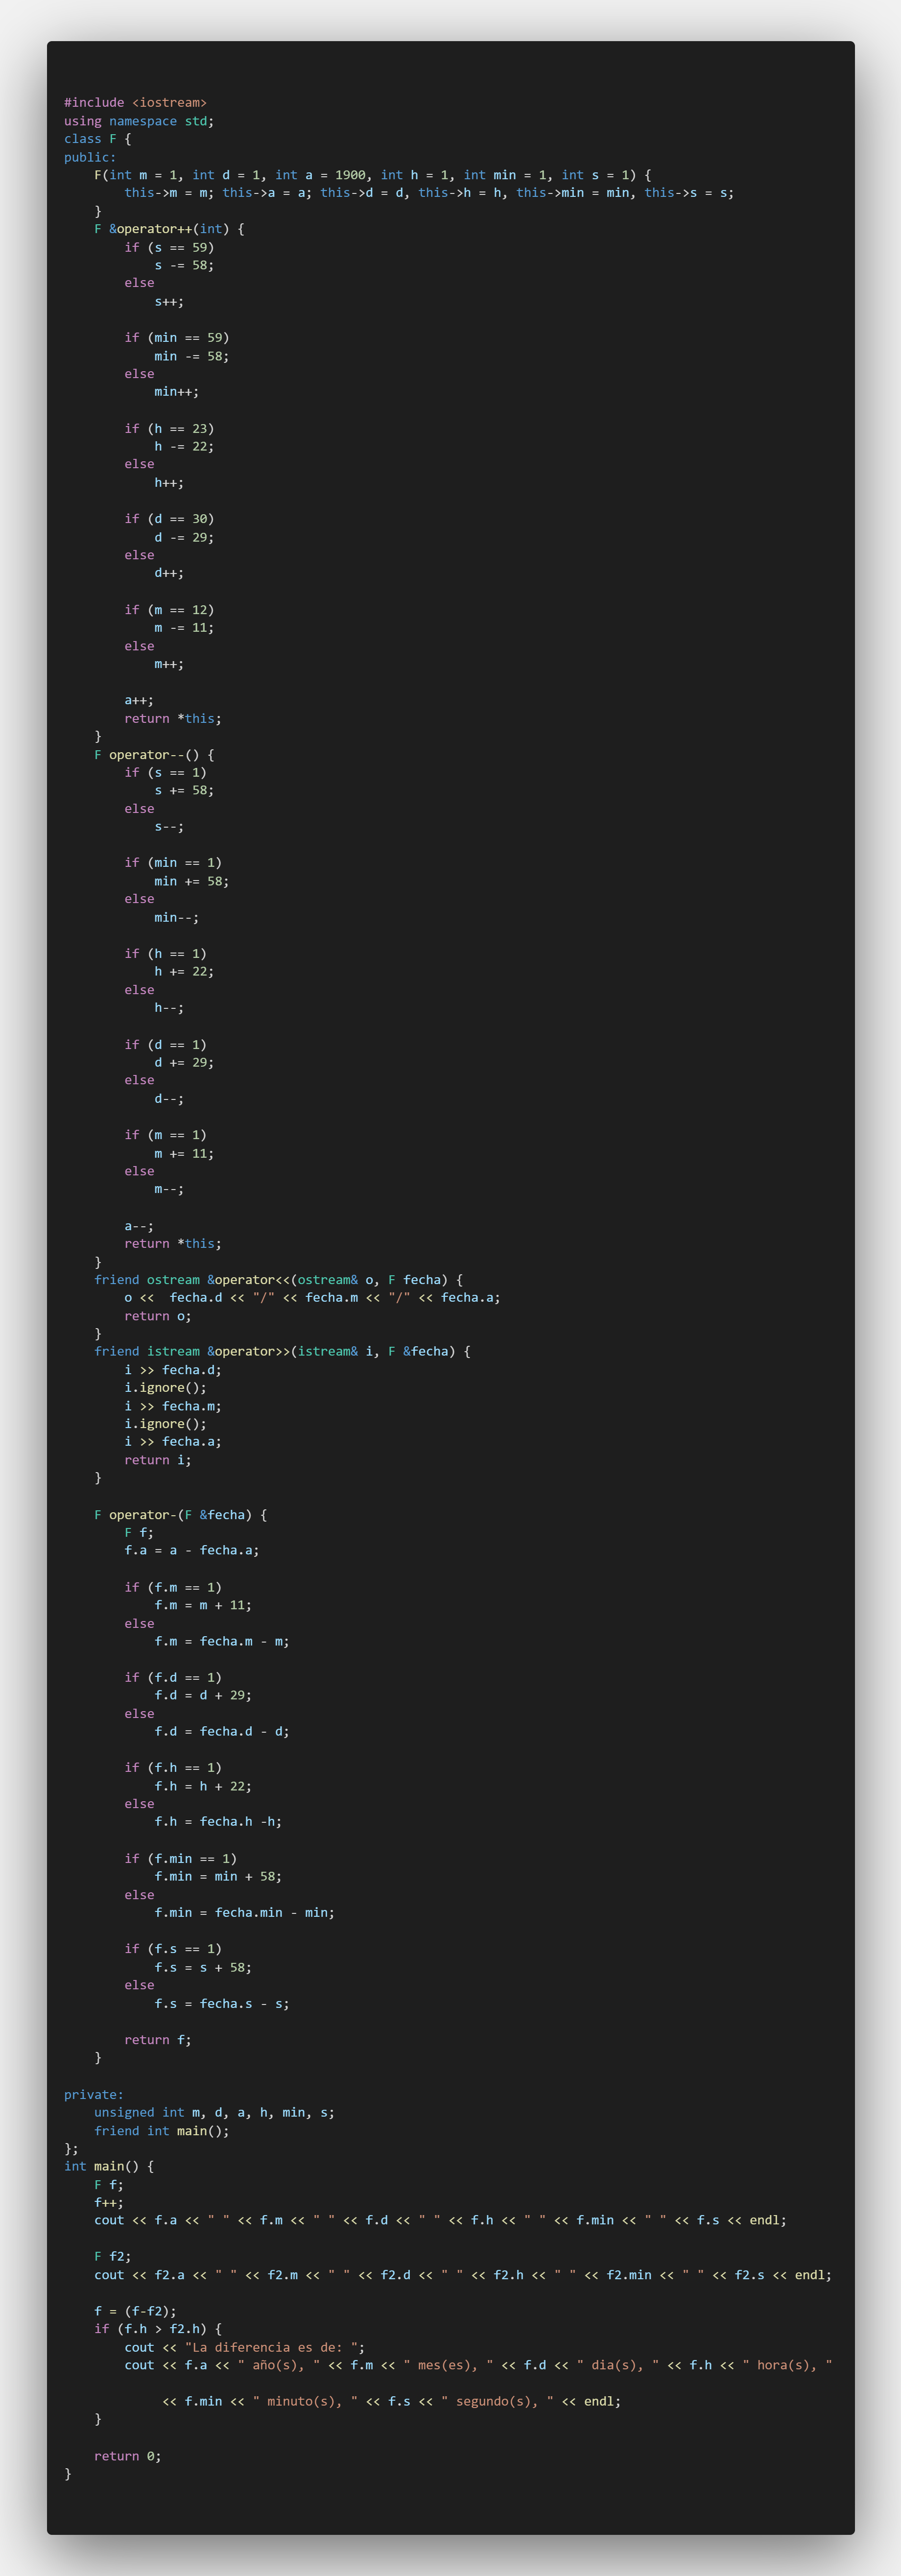 #include <iostream>
using namespace std;
class F {
public:
    F(int m = 1, int d = 1, int a = 1900, int h = 1, int min = 1, int s = 1) {
        this->m = m; this->a = a; this->d = d, this->h = h, this->min = min, this->s = s;
    }
    F &operator++(int) {
        if (s == 59)
            s -= 58;
        else
            s++;

        if (min == 59)
            min -= 58;
        else
            min++;

        if (h == 23)
            h -= 22;
        else
            h++;

        if (d == 30)
            d -= 29;
        else
            d++;

        if (m == 12)
            m -= 11;
        else
            m++;

        a++;
        return *this;
    }
    F operator--() {
        if (s == 1)
            s += 58;
        else
            s--;

        if (min == 1)
            min += 58;
        else
            min--;

        if (h == 1)
            h += 22;
        else
            h--;

        if (d == 1)
            d += 29;
        else
            d--;

        if (m == 1)
            m += 11;
        else
            m--;

        a--;
        return *this;
    }
    friend ostream &operator<<(ostream& o, F fecha) {
        o <<  fecha.d << "/" << fecha.m << "/" << fecha.a;
        return o;
    }
    friend istream &operator>>(istream& i, F &fecha) {
        i >> fecha.d;
        i.ignore();
        i >> fecha.m;
        i.ignore();
        i >> fecha.a;
        return i;
    }

    F operator-(F &fecha) {
        F f;
        f.a = a - fecha.a;

        if (f.m == 1)
            f.m = m + 11;
        else
            f.m = fecha.m - m;

        if (f.d == 1)
            f.d = d + 29;
        else
            f.d = fecha.d - d;

        if (f.h == 1)
            f.h = h + 22;
        else
            f.h = fecha.h -h;

        if (f.min == 1)
            f.min = min + 58;
        else
            f.min = fecha.min - min;

        if (f.s == 1)
            f.s = s + 58;
        else
            f.s = fecha.s - s;

        return f;
    }

private:
    unsigned int m, d, a, h, min, s;
    friend int main();
};
int main() {
    F f;
    f++;
    cout << f.a << " " << f.m << " " << f.d << " " << f.h << " " << f.min << " " << f.s << endl;

    F f2;
    cout << f2.a << " " << f2.m << " " << f2.d << " " << f2.h << " " << f2.min << " " << f2.s << endl;

    f = (f-f2);
    if (f.h > f2.h) {
        cout << "La diferencia es de: ";
        cout << f.a << " año(s), " << f.m << " mes(es), " << f.d << " dia(s), " << f.h << " hora(s), "

             << f.min << " minuto(s), " << f.s << " segundo(s), " << endl;
    }

    return 0;
}